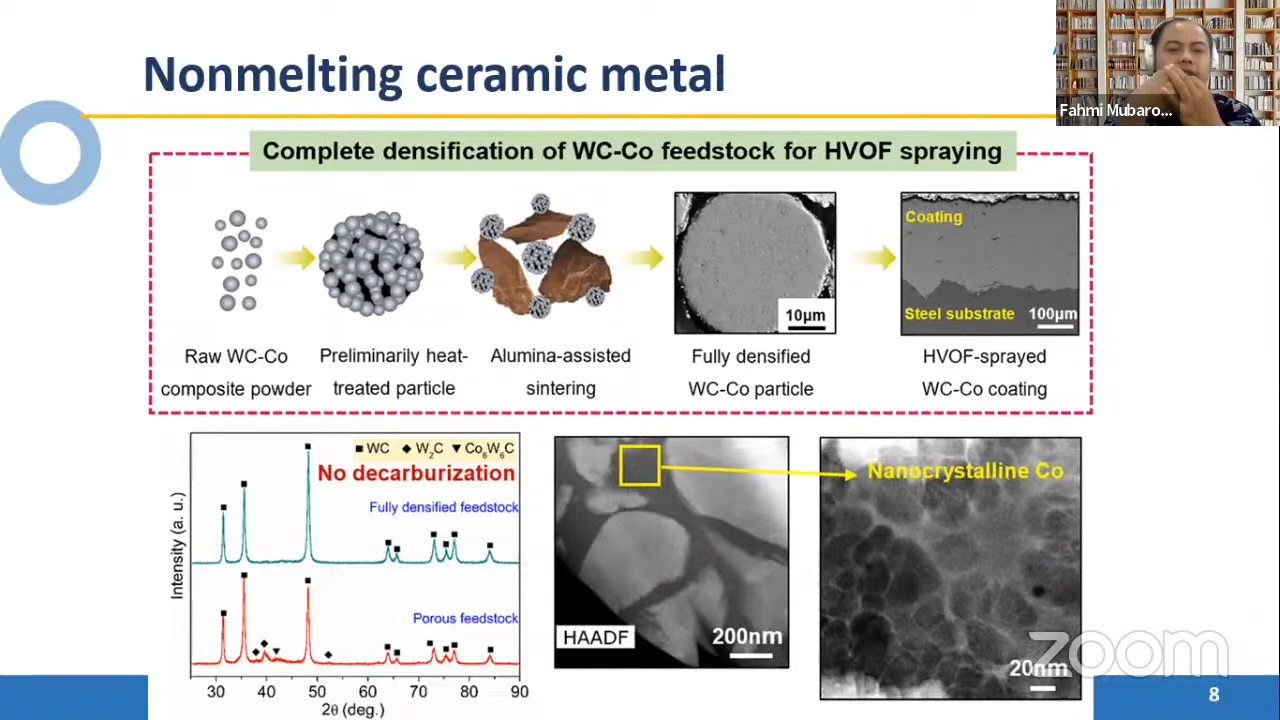 Nonmelting ceramic metal
Fahmi Mubaro...
Complete densification of WC-Co feedstock for HVOF spraying
Coating
Steel substrate 100μm
10μm
Raw WC-Co
composite powder
Preliminarily heat-
treated particle
Alumina-assisted
sintering
Fully densified
WC-Co particle
HVOF-sprayed
WC-Co coating
■ WC ◆ W₂C ▼ Co₆W₆C
No decarburization
Fully densified feedstock
Porous feedstock
Intensity (a. u.)
30 40 50 60 70 80 90
2θ (deg.)
HAADF
200nm
Nanocrystalline Co
20nm
zoom
8